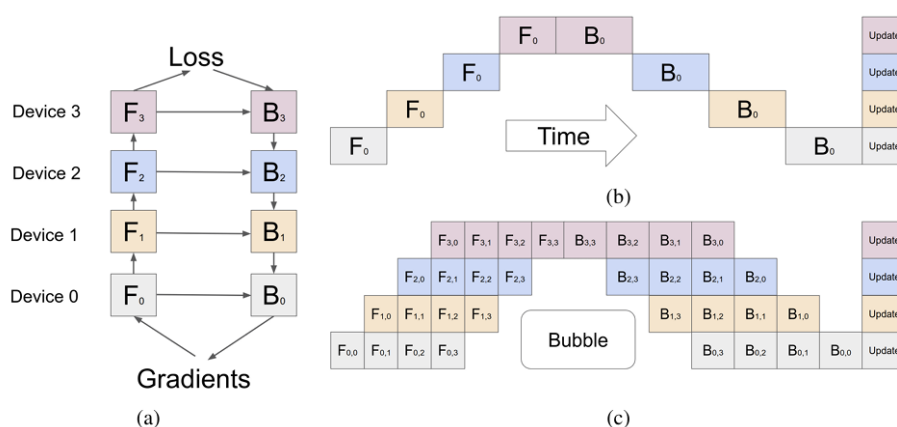 Loss
Device 3 F₃ B₃
Device 2 F₂ B₂
Device 1 F₁ B₁
Device 0 F₀ B₀
Gradients
(a)
F₀ B₀ Update
F₀ B₀ Update
F₀ B₀ Update
F₀ B₀ Update
Time
(b)
F₃,₀ F₃,₁ F₃,₂ F₃,₃ B₃,₃ B₃,₂ B₃,₁ B₃,₀ Update
F₂,₀ F₂,₁ F₂,₂ F₂,₃ B₂,₃ B₂,₂ B₂,₁ B₂,₀ Update
F₁,₀ F₁,₁ F₁,₂ F₁,₃ B₁,₃ B₁,₂ B₁,₁ B₁,₀ Update
F₀,₀ F₀,₁ F₀,₂ F₀,₃ B₀,₃ B₀,₂ B₀,₁ B₀,₀ Update
Bubble
(c)